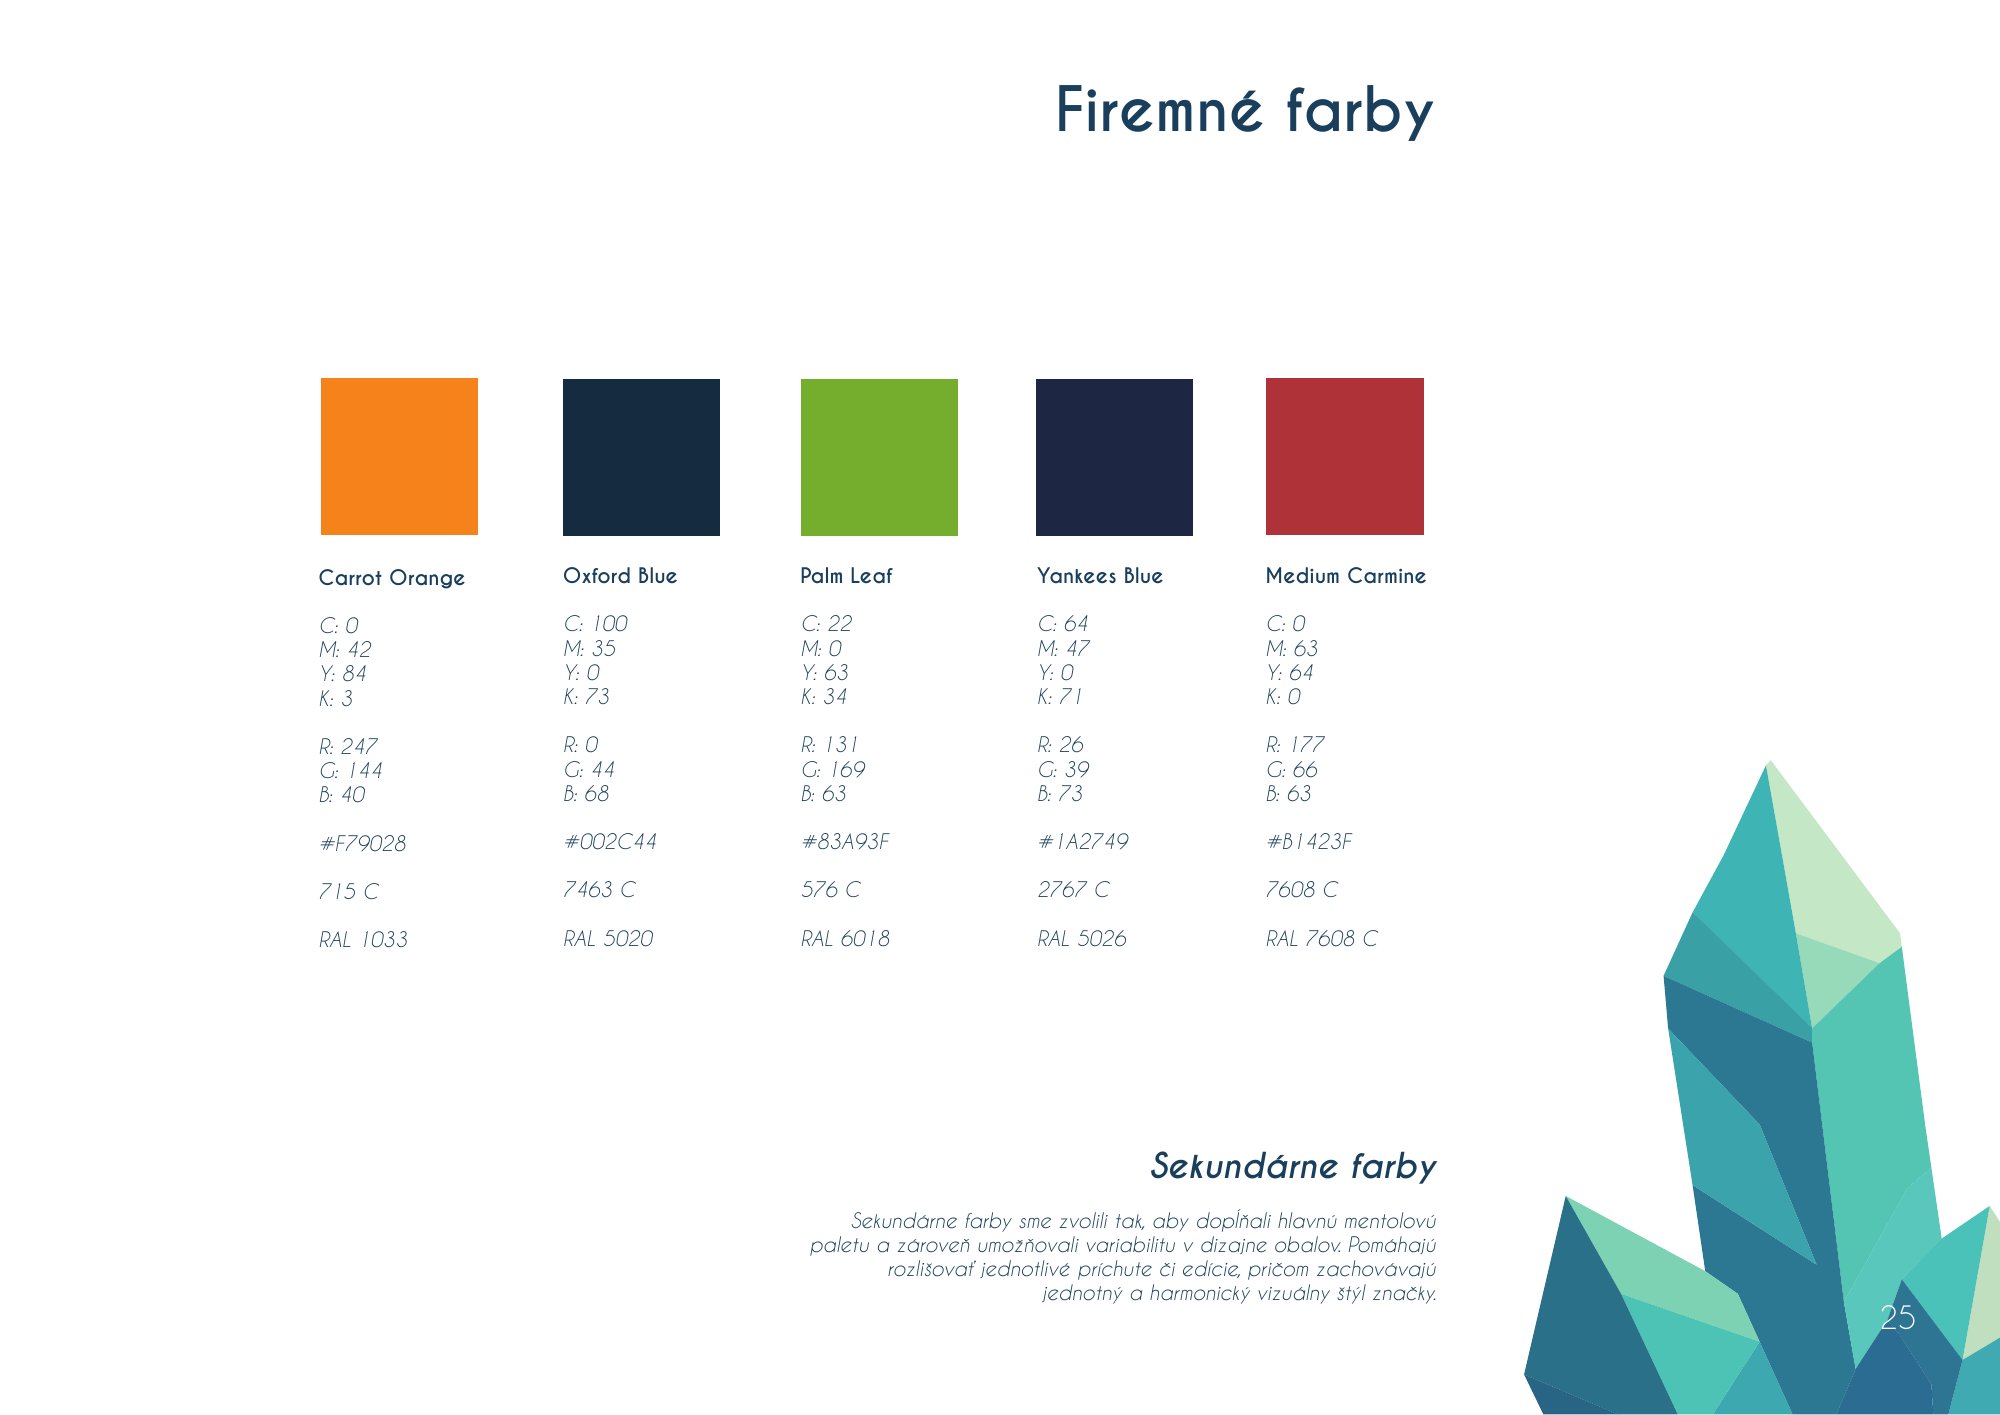 Firemné farby
Carrot Orange
C: 0
M: 42
Y: 84
K: 3
R: 247
G: 144
B: 40
#F79028
715 C
RAL 1033
Oxford Blue
C: 100
M: 35
Y: 0
K: 73
R: 0
G: 44
B: 68
#002C44
7463 C
RAL 5020
Palm Leaf
C: 22
M: 0
Y: 63
K: 34
R: 131
G: 169
B: 63
#83A93F
576 C
RAL 6018
Yankees Blue
C: 64
M: 47
Y: 0
K: 71
R: 26
G: 39
B: 73
#1A2749
2767 C
RAL 5026
Medium Carmine
C: 0
M: 63
Y: 64
K: 0
R: 177
G: 66
B: 63
#B1423F
7608 C
RAL 7608 C
Sekundárne farby
Sekundárne farby sme zvolili tak, aby dopĺňali hlavnú mentolovú
paletu a zároveň umožňovali variabilitu v dizajne obalov. Pomáhajú
rozlišovať jednotlivé príchute či edície, pričom zachovávajú
jednotný a harmonický vizuálny štýl značky.
25